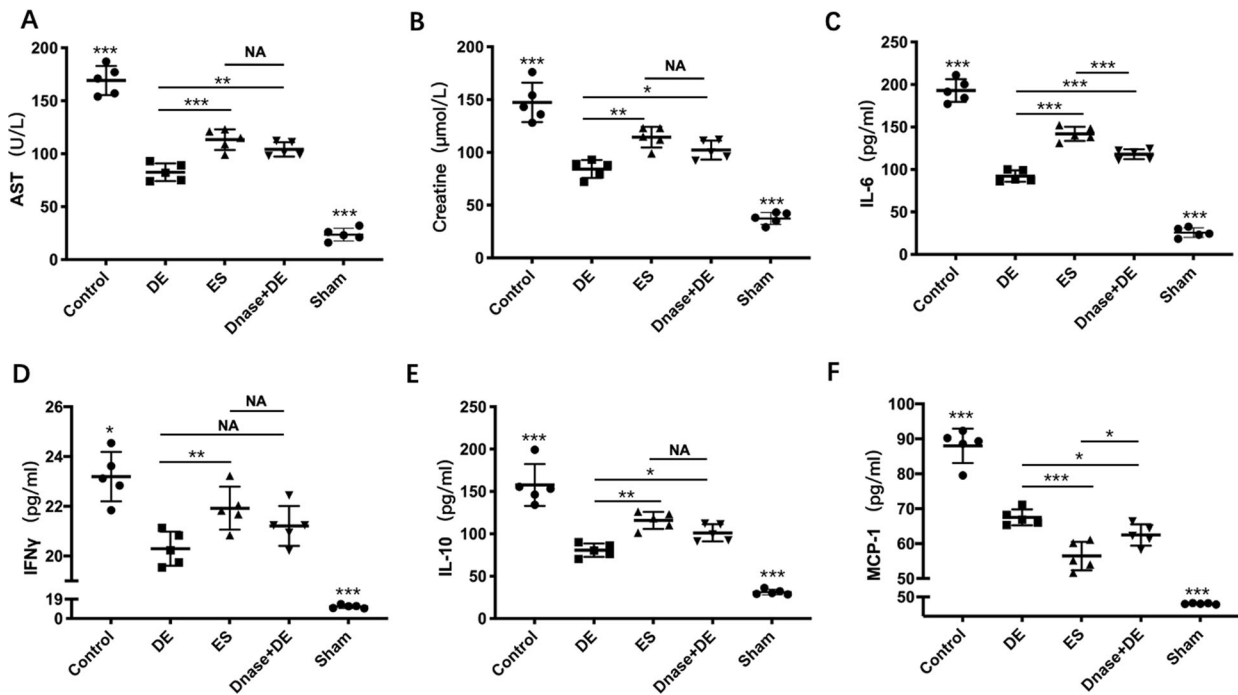 A
***
NA
**
***
***
200
150
100
50
0
AST (U/L)
Control
DE
ES
Dnase+DE
Sham
B
***
NA
*
**
***
200
150
100
50
0
Creatine (μmol/L)
Control
DE
ES
Dnase+DE
Sham
C
***
***
***
***
***
250
200
150
100
50
0
IL-6 (pg/ml)
Control
DE
ES
Dnase+DE
Sham
D
*
NA
NA
**
***
26
24
22
20
19
0
IFNγ (pg/ml)
Control
DE
ES
Dnase+DE
Sham
E
***
NA
*
**
***
250
200
150
100
50
0
IL-10 (pg/ml)
Control
DE
ES
Dnase+DE
Sham
F
***
*
*
***
***
100
90
80
70
60
50
50
0
MCP-1 (pg/ml)
Control
DE
ES
Dnase+DE
Sham